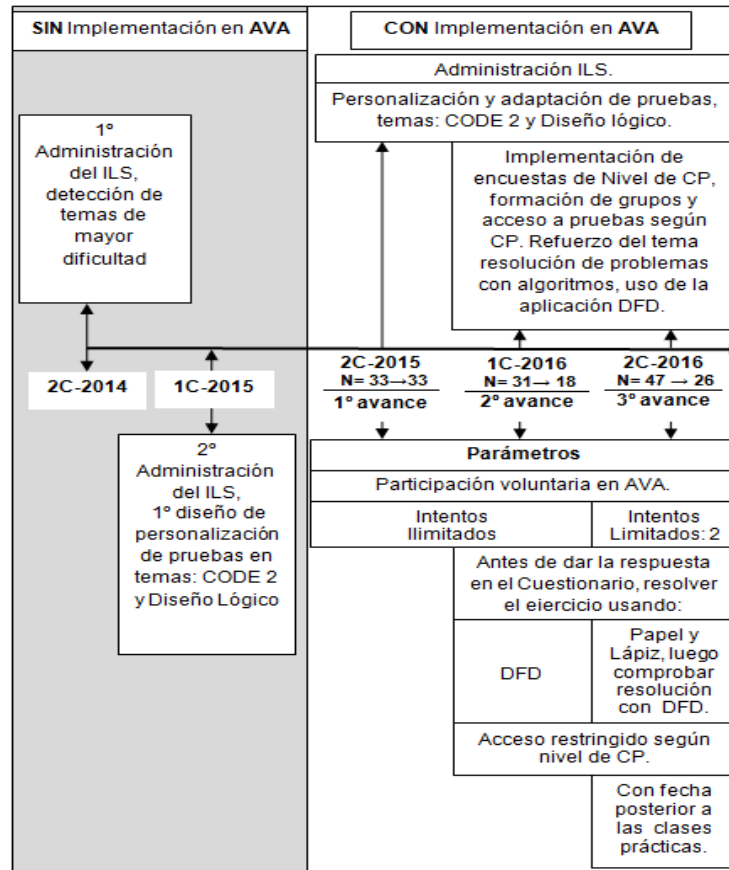 SIN Implementación en AVA
CON Implementación en AVA
Administración ILS.
Personalización y adaptación de pruebas,
temas: CODE 2 y Diseño lógico.
1º
Administración
del ILS,
detección de
temas de
mayor
dificultad
Implementación de
encuestas de Nivel de CP,
formación de grupos y
acceso a pruebas según
CP. Refuerzo del tema
resolución de problemas
con algoritmos, uso de la
aplicación DFD.
2C-2014
1C-2015
2C-2015
N= 33→33
1º avance
1C-2016
N= 31→ 18
2º avance
2C-2016
N= 47 → 26
3º avance
2º
Administración
del ILS,
1º diseño de
personalización
de pruebas en
temas: CODE 2
y Diseño Lógico
Parámetros
Participación voluntaria en AVA.
Intentos
Ilimitados
Intentos
Limitados: 2
Antes de dar la respuesta
en el Cuestionario, resolver
el ejercicio usando:
DFD
Papel y
Lápiz, luego
comprobar
resolución
con DFD.
Acceso restringido según
nivel de CP.
Con fecha
posterior a
las clases
prácticas.